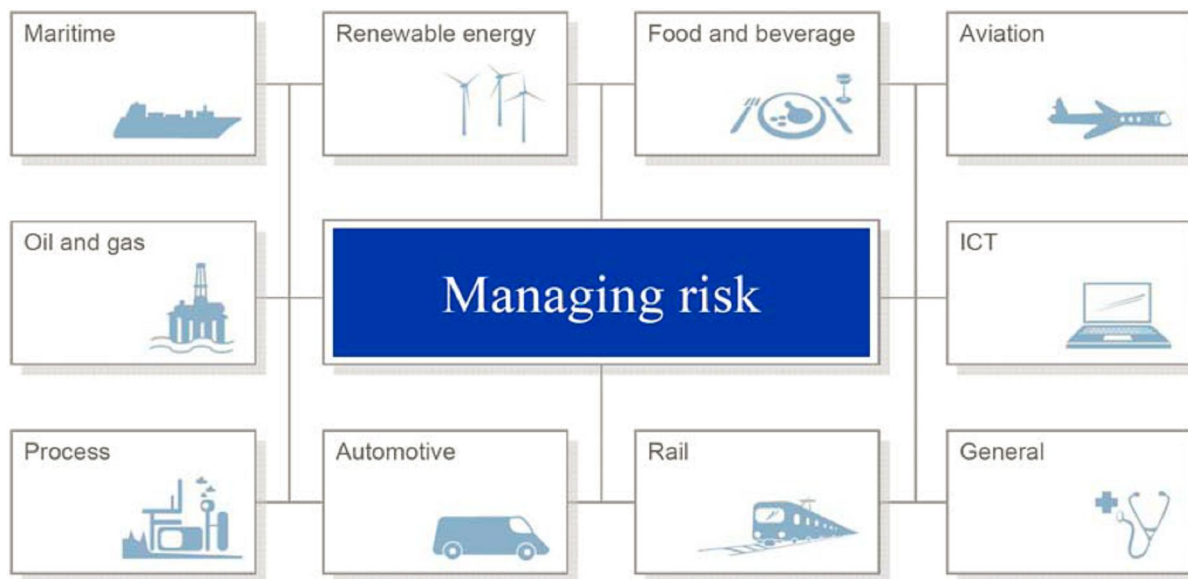 Maritime
Renewable energy
Food and beverage
Aviation
Oil and gas
Managing risk
ICT
Process
Automotive
Rail
General